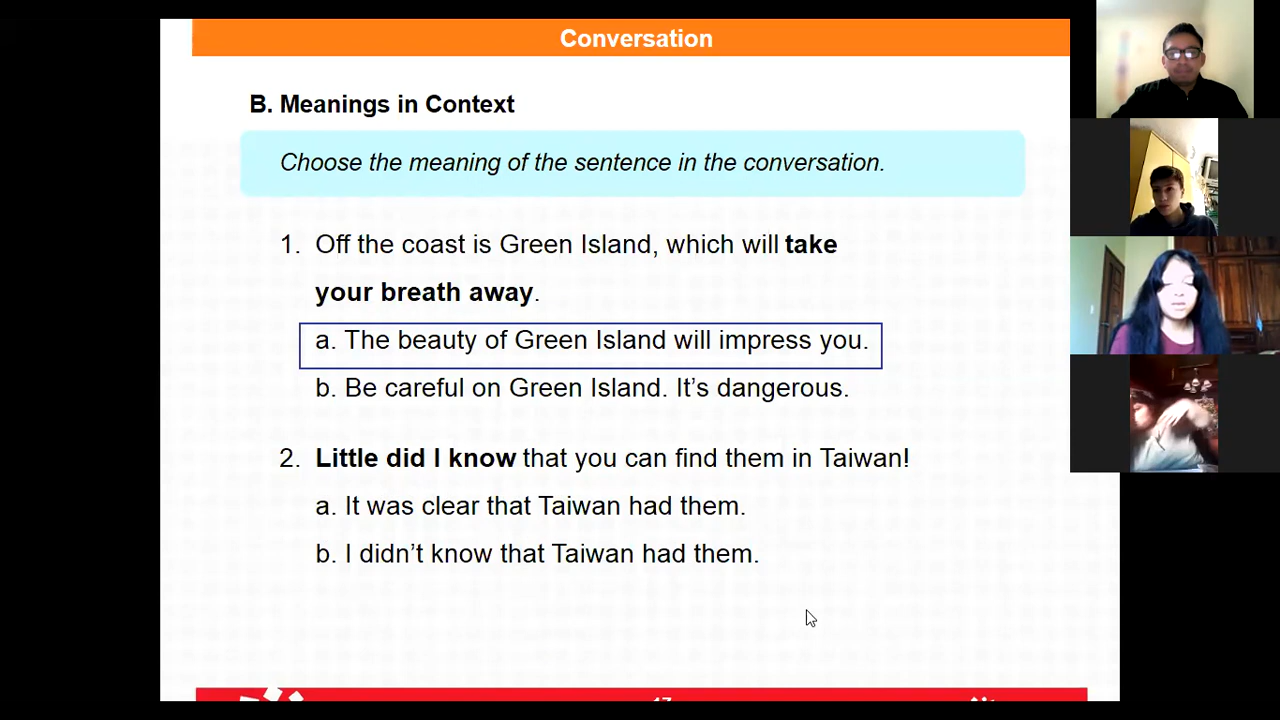 Conversation
B. Meanings in Context
Choose the meaning of the sentence in the conversation.
1. Off the coast is Green Island, which will take
your breath away.
a. The beauty of Green Island will impress you.
b. Be careful on Green Island. It’s dangerous.
2. Little did I know that you can find them in Taiwan!
a. It was clear that Taiwan had them.
b. I didn’t know that Taiwan had them.